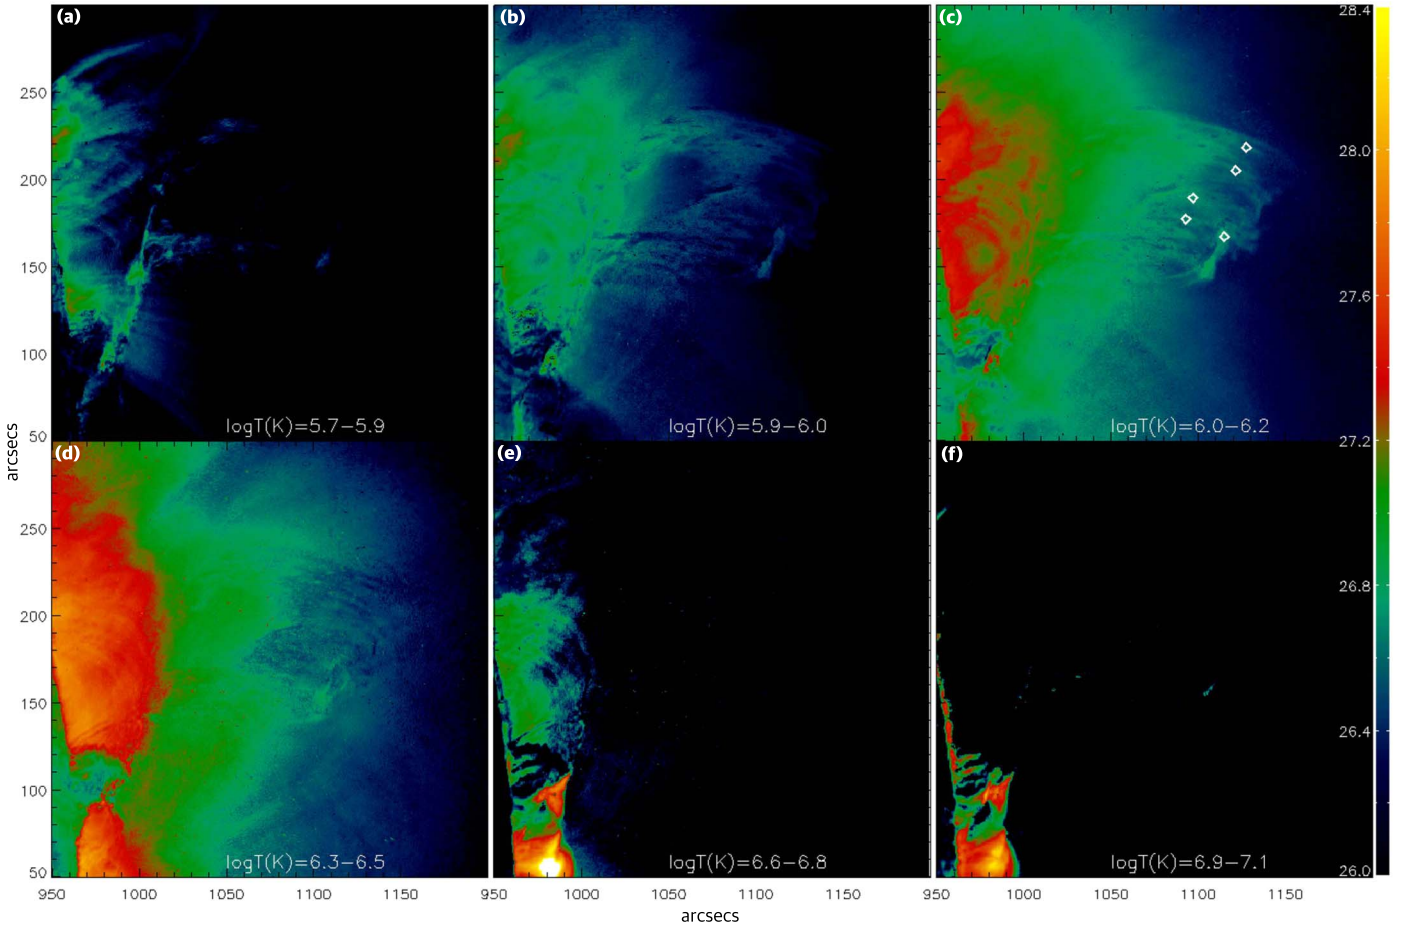 (a)
(b)
(c)
28.4
250
200
150
100
50
28.0
27.6
27.2
logT(K)=5.7−5.9
logT(K)=5.9−6.0
logT(K)=6.0−6.2
arcsecs
(d)
(e)
(f)
250
200
150
100
50
26.8
26.4
26.0
logT(K)=6.3−6.5
logT(K)=6.6−6.8
logT(K)=6.9−7.1
950 1000 1050 1100 1150
950 1000 1050 1100 1150
950 1000 1050 1100 1150
arcsecs